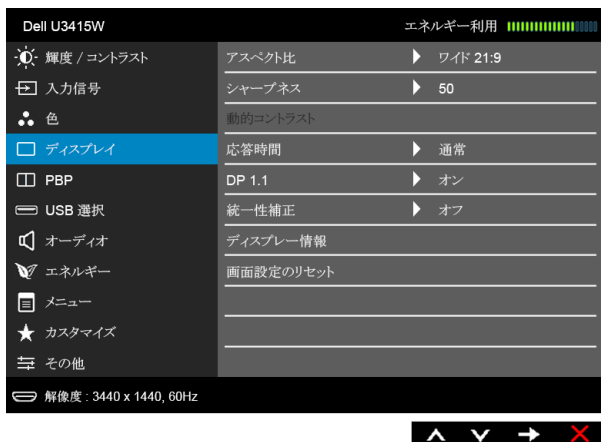 Dell U3415W エネルギー利用
輝度 / コントラスト アスペクト比 ワイド 21:9
入力信号 シャープネス 50
色 動的コントラスト
ディスプレイ 応答時間 通常
PBP DP 1.1 オン
USB 選択 統一性補正 オフ
オーディオ ディスプレー情報
エネルギー 画面設定のリセット
メニュー
カスタマイズ
その他
解像度 : 3440 x 1440, 60Hz